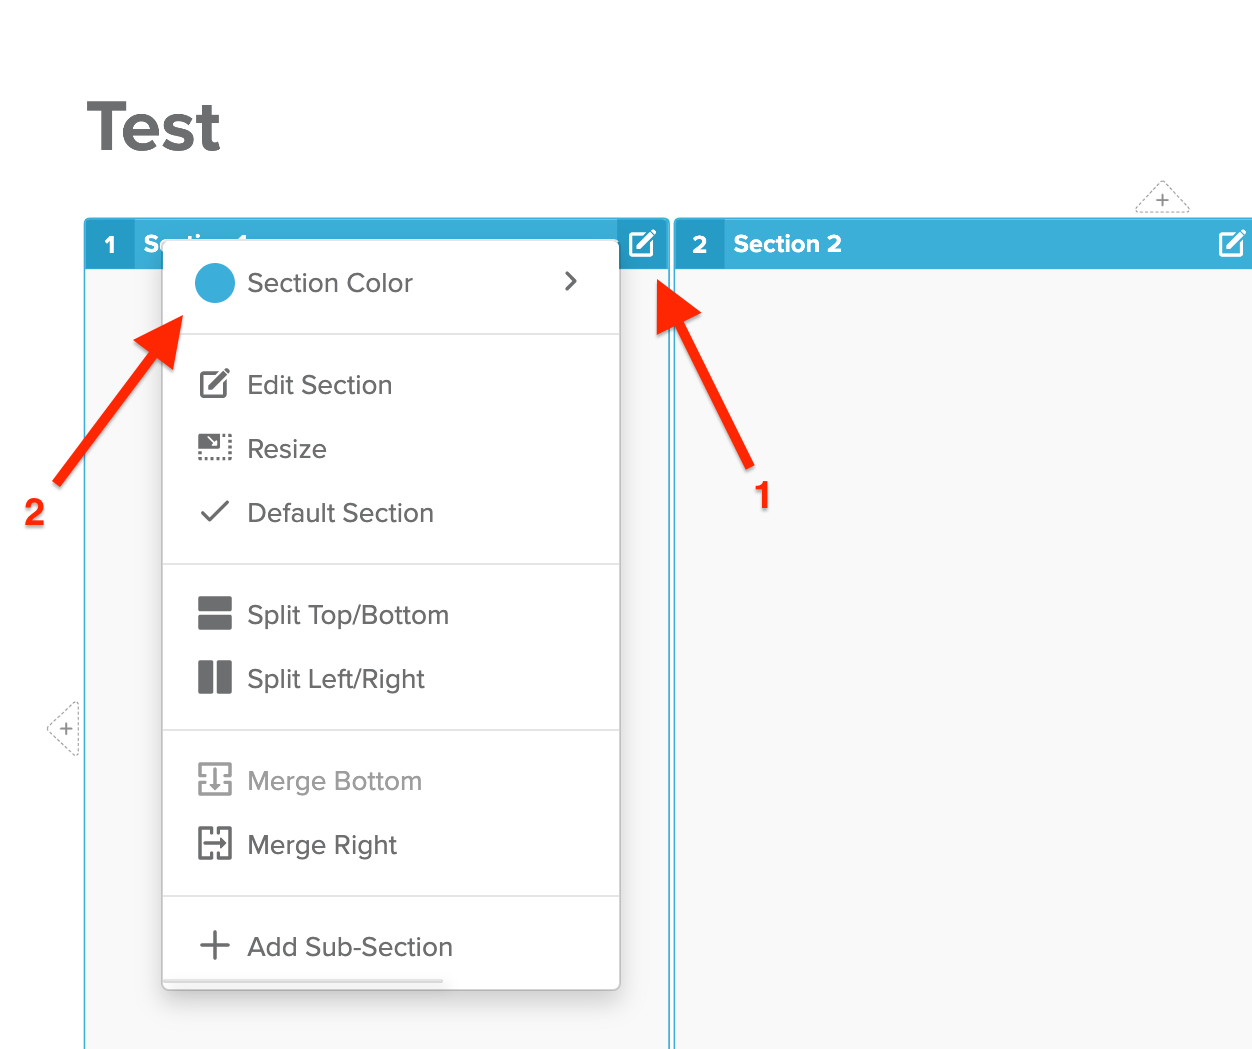 Test
1
2 Section 2
Section Color
Edit Section
Resize
Default Section
2
1
Split Top/Bottom
Split Left/Right
Merge Bottom
Merge Right
Add Sub-Section